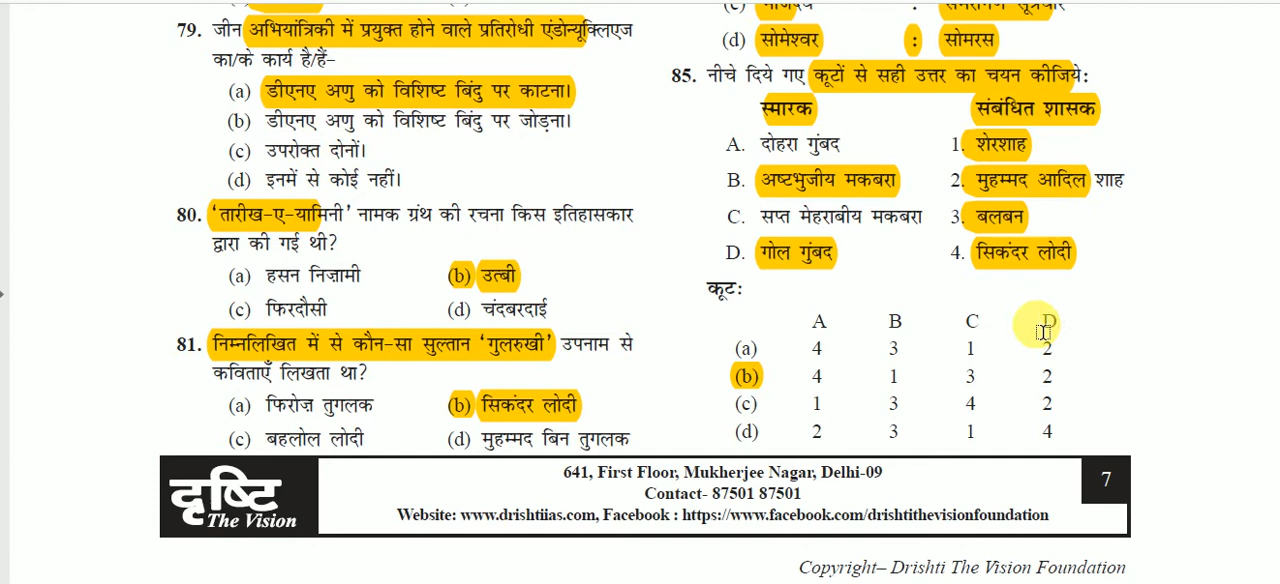 79. जीन अभियांत्रिकी में प्रयुक्त होने वाले प्रतिरोधी एंडोन्यूक्लिएज
का/के कार्य है/हैं-
(a) डीएनए अणु को विशिष्ट बिंदु पर काटना।
(b) डीएनए अणु को विशिष्ट बिंदु पर जोड़ना।
(c) उपरोक्त दोनों।
(d) इनमें से कोई नहीं।
80. ‘तारीख-ए-यामिनी’ नामक ग्रंथ की रचना किस इतिहासकार
द्वारा की गई थी?
(a) हसन निज़ामी (b) उत्बी
(c) फिरदौसी (d) चंदबरदाई
81. निम्नलिखित में से कौन-सा सुल्तान ‘गुलरुखी’ उपनाम से
कविताएँ लिखता था?
(a) फिरोज़ तुगलक (b) सिकंदर लोदी
(c) बहलोल लोदी (d) मुहम्मद बिन तुगलक
(d) सोमेश्वर : सोमरस
85. नीचे दिये गए कूटों से सही उत्तर का चयन कीजिये:
स्मारक संबंधित शासक
A. दोहरा गुंबद 1. शेरशाह
B. अष्टभुजीय मकबरा 2. मुहम्मद आदिल शाह
C. सप्त मेहराबीय मकबरा 3. बलबन
D. गोल गुंबद 4. सिकंदर लोदी
कूट:
A B C D
(a) 4 3 1 2
(b) 4 1 3 2
(c) 1 3 4 2
(d) 2 3 1 4
दृष्टि
The Vision
641, First Floor, Mukherjee Nagar, Delhi-09
Contact- 87501 87501
Website: www.drishtiias.com, Facebook : https://www.facebook.com/drishtithevisionfoundation
7
Copyright– Drishti The Vision Foundation